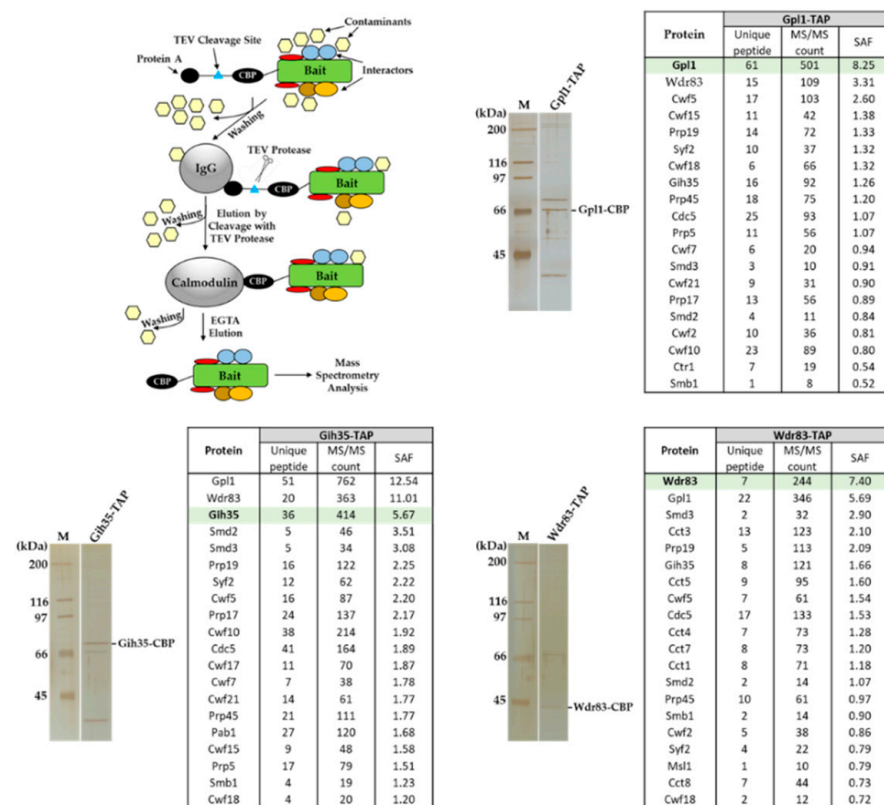 Contaminants
TEV Cleavage Site
Protein A
CBP
Bait
Interactors
Washing
IgG
TEV Protease
CBP
Bait
Washing
Elution by
Cleavage with
TEV Protease
Calmodulin
CBP
Bait
Washing
EGTA
Elution
CBP
Bait
Mass
Spectrometry
Analysis
(kDa)
M
Gpl1-TAP
200
116
97
66
45
Gpl1-CBP
Protein Gpl1-TAP
Unique peptide MS/MS count SAF
Gpl1 61 501 8.25
Wdr83 15 109 3.31
Cwf5 17 103 2.60
Cwf15 11 42 1.38
Prp19 14 72 1.33
Syf2 10 37 1.32
Cwf18 6 66 1.32
Gih35 16 92 1.26
Prp45 18 75 1.20
Cdc5 25 93 1.07
Prp5 11 56 1.07
Cwf7 6 20 0.94
Smd3 3 10 0.91
Cwf21 9 31 0.90
Prp17 13 56 0.89
Smd2 4 11 0.84
Cwf2 10 36 0.81
Cwf10 23 89 0.80
Ctr1 7 19 0.54
Smb1 1 8 0.52
(kDa)
M
Gih35-TAP
200
116
97
66
45
Gih35-CBP
Protein Gih35-TAP
Unique peptide MS/MS count SAF
Gpl1 51 762 12.54
Wdr83 20 363 11.01
Gih35 36 414 5.67
Smd2 5 46 3.51
Smd3 5 34 3.08
Prp19 16 122 2.25
Syf2 12 62 2.22
Cwf5 16 87 2.20
Prp17 24 137 2.17
Cwf10 38 214 1.92
Cdc5 41 164 1.89
Cwf17 11 70 1.87
Cwf7 7 38 1.78
Cwf21 14 61 1.77
Prp45 21 111 1.77
Pab1 27 120 1.68
Cwf15 9 48 1.58
Prp5 17 79 1.51
Smb1 4 19 1.23
Cwf18 4 20 1.20
(kDa)
M
Wdr83-TAP
200
116
97
66
45
Wdr83-CBP
Protein Wdr83-TAP
Unique peptide MS/MS count SAF
Wdr83 7 244 7.40
Gpl1 22 346 5.69
Smd3 2 32 2.90
Cct3 13 123 2.10
Prp19 5 113 2.09
Gih35 8 121 1.66
Cct5 9 95 1.60
Cwf5 7 61 1.54
Cdc5 17 133 1.53
Cct4 7 73 1.28
Cct7 8 73 1.20
Cct1 8 71 1.18
Smd2 2 14 1.07
Prp45 10 61 0.97
Smb1 2 14 0.90
Cwf2 5 38 0.86
Syf2 4 22 0.79
Msl1 1 10 0.79
Cct8 7 44 0.73
Cwf18 2 12 0.72